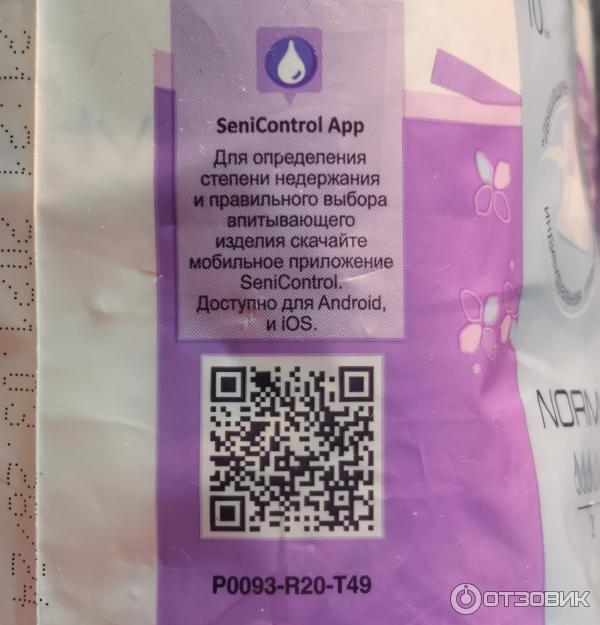 SeniControl App
Для определения
степени недержания
и правильного выбора
впитывающего
изделия скачайте
мобильное приложение
SeniControl.
Доступно для Android,
и iOS.
P0093-R20-T49
NORM
ОТЗОВИК